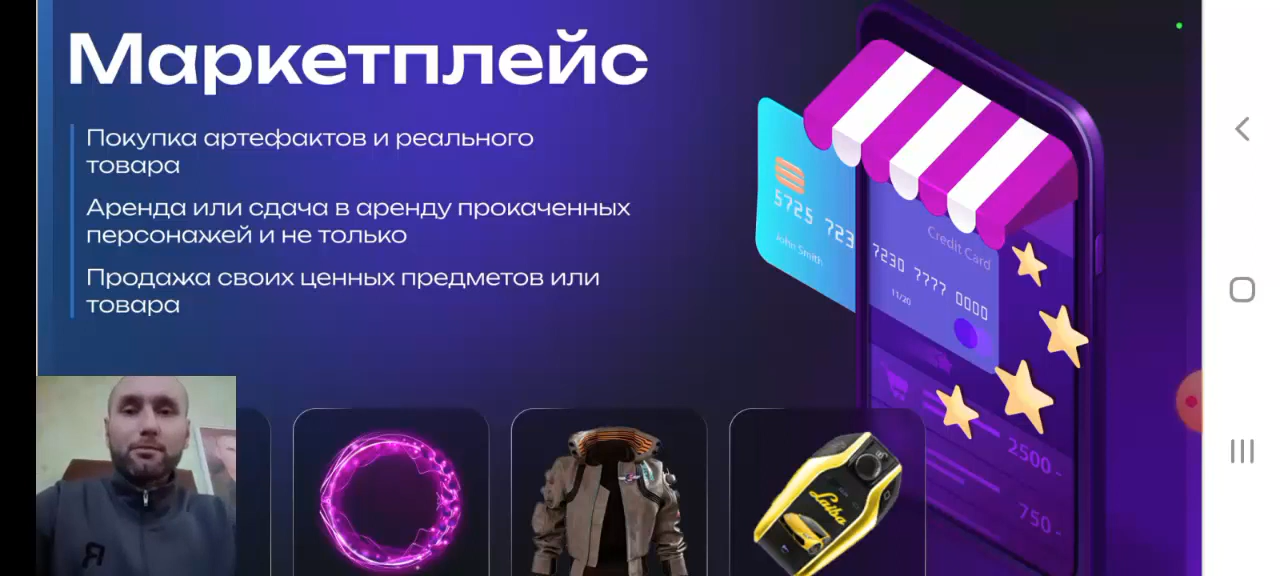 Маркетплейс
Покупка артефактов и реального
товара
Аренда или сдача в аренду прокаченных
персонажей и не только
Продажа своих ценных предметов или
товара
5725 723
John Smith
Credit Card
7230 7777 0000
11/20
2500 -
750 -
Laibo
Я